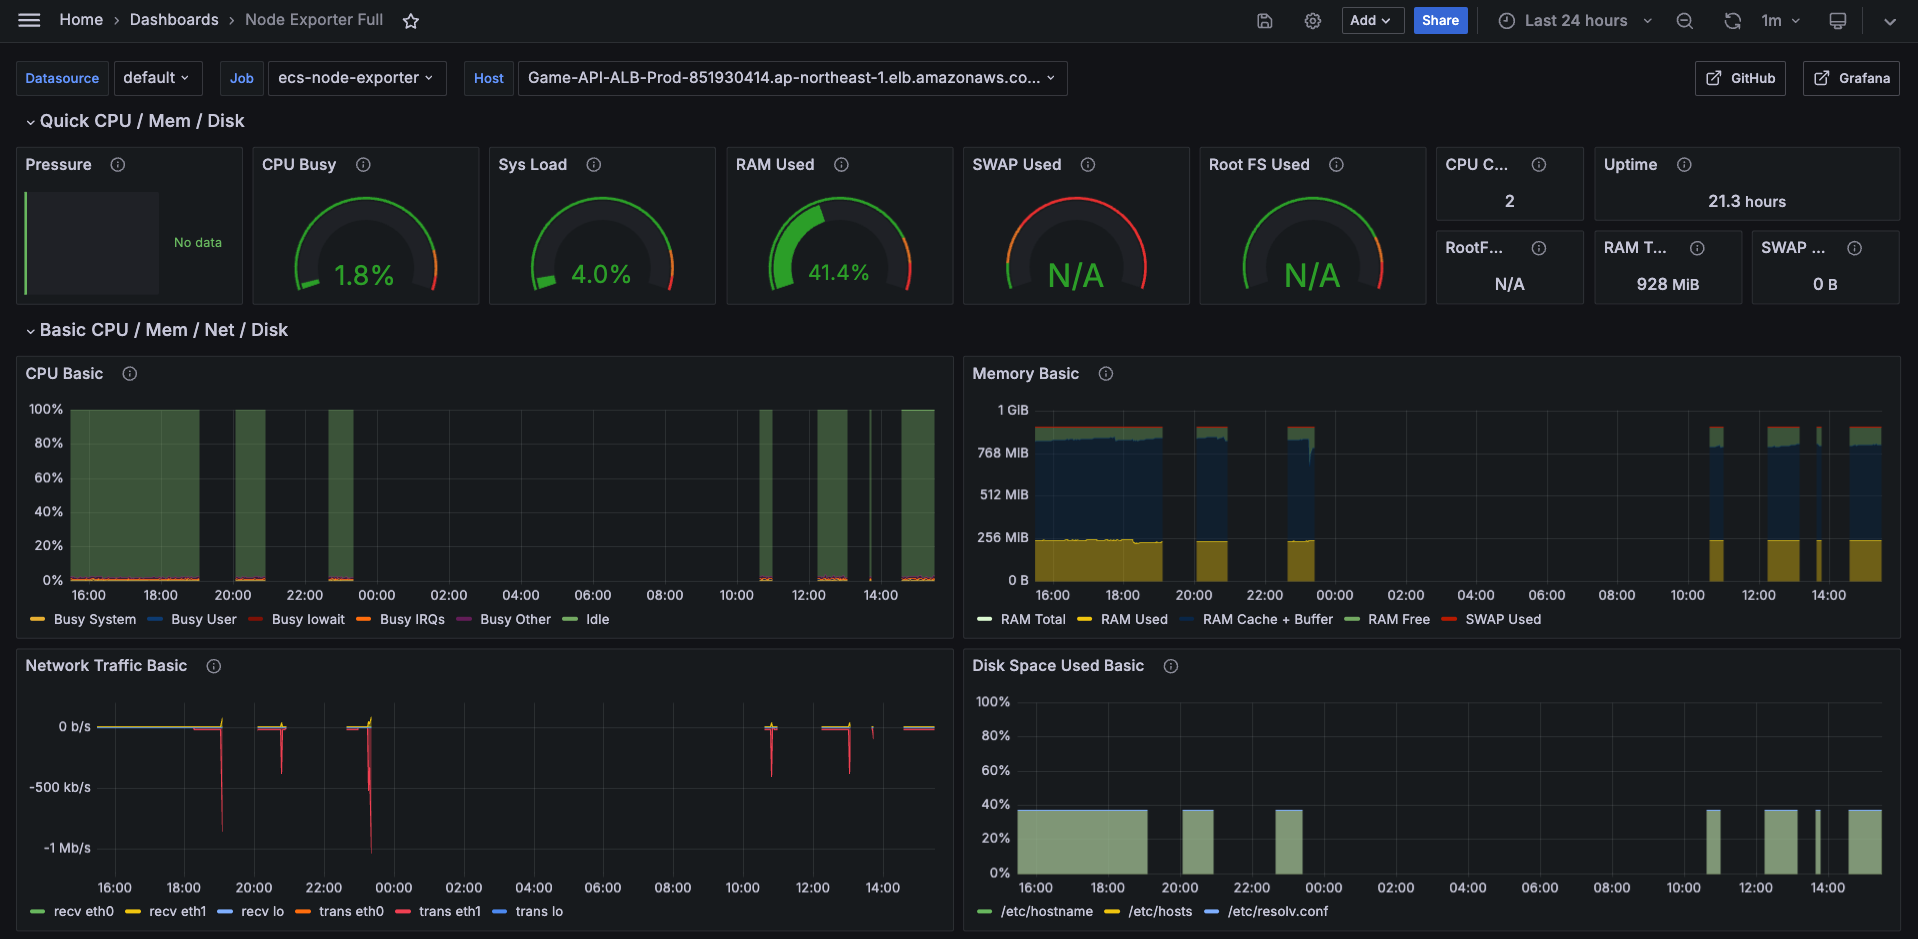 Home › Dashboards › Node Exporter Full Add Share Last 24 hours 1m
Datasource default Job ecs-node-exporter Host Game-API-ALB-Prod-851930414.ap-northeast-1.elb.amazonaws.co... GitHub Grafana
Quick CPU / Mem / Disk
Pressure CPU Busy Sys Load RAM Used SWAP Used Root FS Used CPU C... Uptime
2 21.3 hours
No data
RootF... RAM T... SWAP ...
1.8% 4.0% 41.4% N/A N/A N/A 928 MiB 0 B
Basic CPU / Mem / Net / Disk
CPU Basic
100%
80%
60%
40%
20%
0%
16:00 18:00 20:00 22:00 00:00 02:00 04:00 06:00 08:00 10:00 12:00 14:00
Busy System Busy User Busy Iowait Busy IRQs Busy Other Idle
Memory Basic
1 GiB
768 MiB
512 MiB
256 MiB
0 B
16:00 18:00 20:00 22:00 00:00 02:00 04:00 06:00 08:00 10:00 12:00 14:00
RAM Total RAM Used RAM Cache + Buffer RAM Free SWAP Used
Network Traffic Basic
0 b/s
-500 kb/s
-1 Mb/s
16:00 18:00 20:00 22:00 00:00 02:00 04:00 06:00 08:00 10:00 12:00 14:00
recv eth0 recv eth1 recv lo trans eth0 trans eth1 trans lo
Disk Space Used Basic
100%
80%
60%
40%
20%
0%
16:00 18:00 20:00 22:00 00:00 02:00 04:00 06:00 08:00 10:00 12:00 14:00
/etc/hostname /etc/hosts /etc/resolv.conf